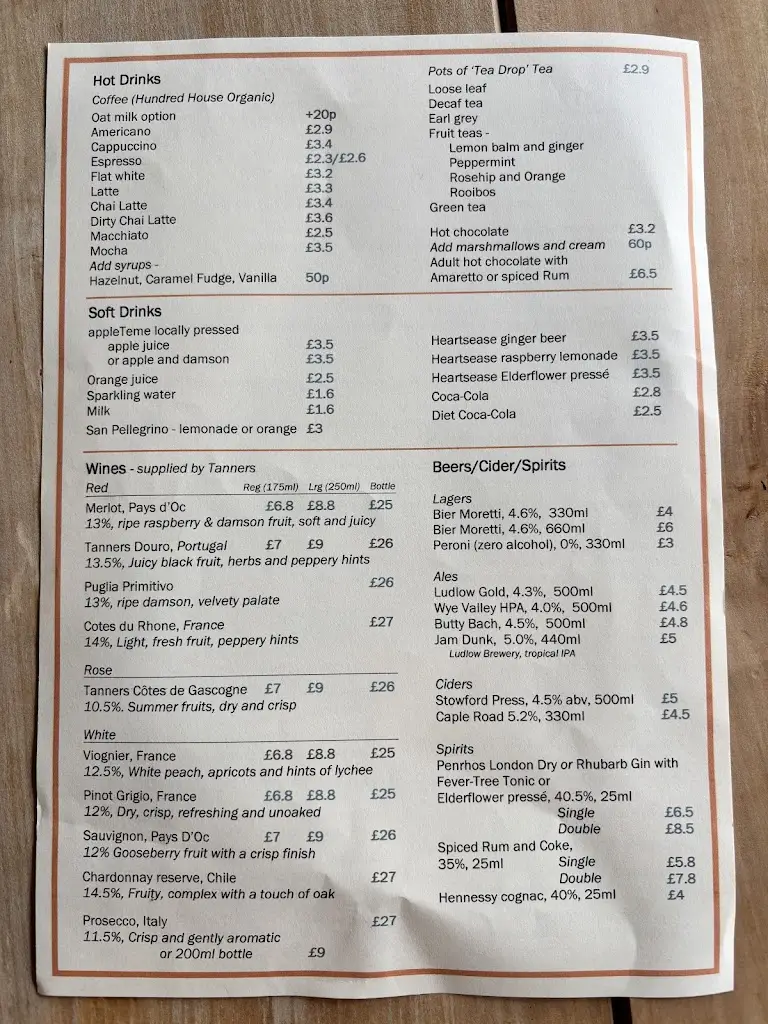 Hot Drinks
Coffee (Hundred House Organic)
Oat milk option +20p
Americano £2.9
Cappuccino £3.4
Espresso £2.3/£2.6
Flat white £3.2
Latte £3.3
Chai Latte £3.4
Dirty Chai Latte £3.6
Macchiato £2.5
Mocha £3.5
Add syrups -
Hazelnut, Caramel Fudge, Vanilla 50p
Pots of 'Tea Drop' Tea £2.9
Loose leaf
Decaf tea
Earl grey
Fruit teas -
Lemon balm and ginger
Peppermint
Rosehip and Orange
Rooibos
Green tea
Hot chocolate £3.2
Add marshmallows and cream 60p
Adult hot chocolate with
Amaretto or spiced Rum £6.5
Soft Drinks
appleTeme locally pressed
apple juice £3.5
or apple and damson £3.5
Orange juice £2.5
Sparkling water £1.6
Milk £1.6
San Pellegrino - lemonade or orange £3
Heartsease ginger beer £3.5
Heartsease raspberry lemonade £3.5
Heartsease Elderflower pressé £3.5
Coca-Cola £2.8
Diet Coca-Cola £2.5
Wines - supplied by Tanners
Red Reg (175ml) Lrg (250ml) Bottle
Merlot, Pays d'Oc £6.8 £8.8 £25
13%, ripe raspberry & damson fruit, soft and juicy
Tanners Douro, Portugal £7 £9 £26
13.5%, Juicy black fruit, herbs and peppery hints
Puglia Primitivo £26
13%, ripe damson, velvety palate
Cotes du Rhone, France £27
14%, Light, fresh fruit, peppery hints
Rose
Tanners Côtes de Gascogne £7 £9 £26
10.5%. Summer fruits, dry and crisp
White
Viognier, France £6.8 £8.8 £25
12.5%, White peach, apricots and hints of lychee
Pinot Grigio, France £6.8 £8.8 £25
12%, Dry, crisp, refreshing and unoaked
Sauvignon, Pays D'Oc £7 £9 £26
12% Gooseberry fruit with a crisp finish
Chardonnay reserve, Chile £27
14.5%, Fruity, complex with a touch of oak
Prosecco, Italy £27
11.5%, Crisp and gently aromatic
or 200ml bottle £9
Beers/Cider/Spirits
Lagers
Bier Moretti, 4.6%, 330ml £4
Bier Moretti, 4.6%, 660ml £6
Peroni (zero alcohol), 0%, 330ml £3
Ales
Ludlow Gold, 4.3%, 500ml £4.5
Wye Valley HPA, 4.0%, 500ml £4.6
Butty Bach, 4.5%, 500ml £4.8
Jam Dunk, 5.0%, 440ml £5
Ludlow Brewery, tropical IPA
Ciders
Stowford Press, 4.5% abv, 500ml £5
Caple Road 5.2%, 330ml £4.5
Spirits
Penrhos London Dry or Rhubarb Gin with
Fever-Tree Tonic or
Elderflower pressé, 40.5%, 25ml
Single £6.5
Double £8.5
Spiced Rum and Coke,
35%, 25ml Single £5.8
Double £7.8
Hennessy cognac, 40%, 25ml £4